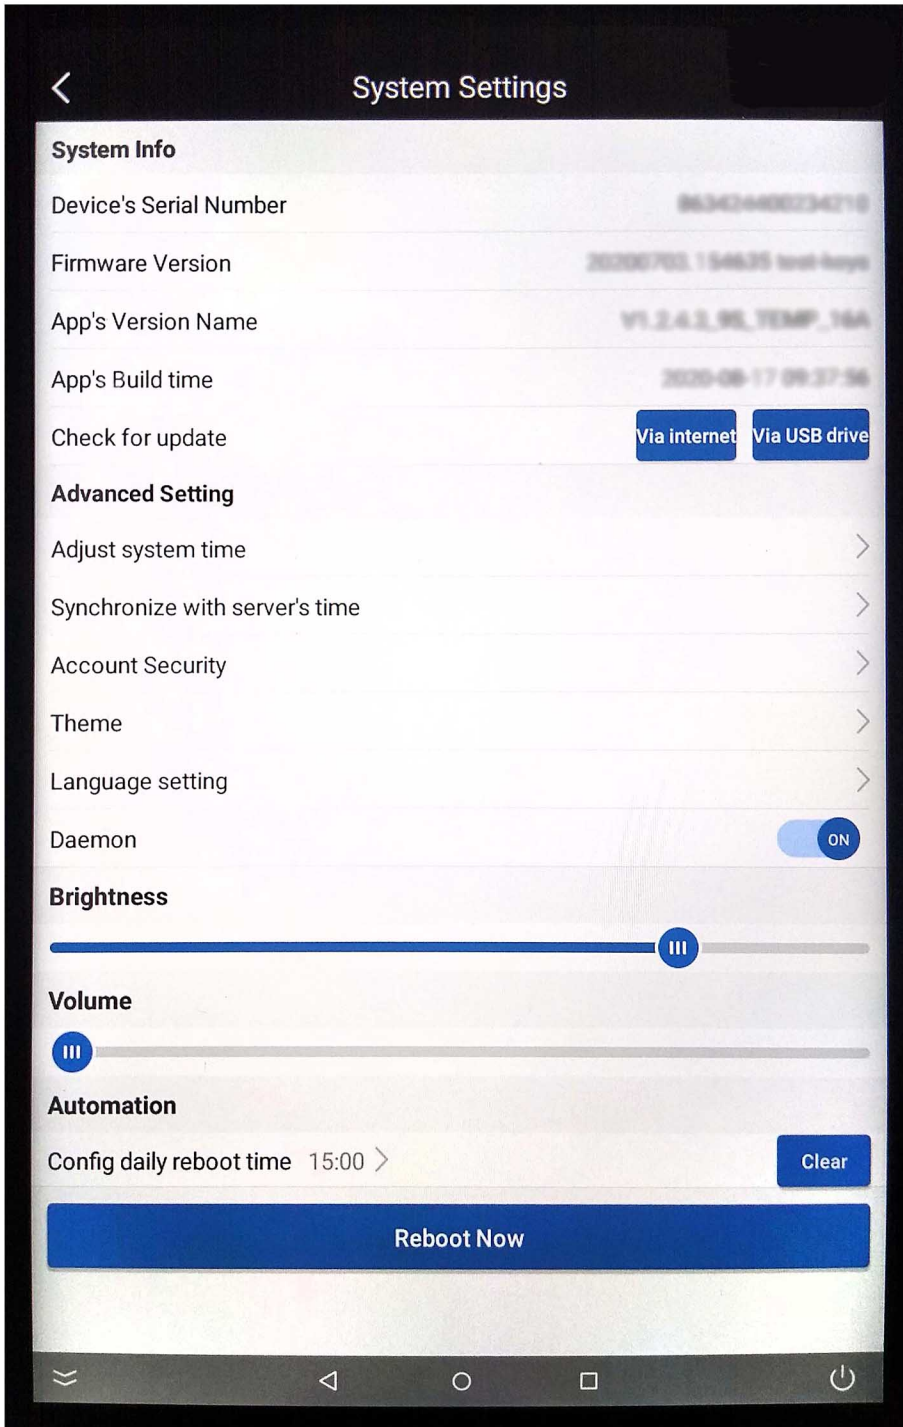 System Settings
System Info
Device's Serial Number
Firmware Version
App's Version Name
App's Build time
Check for update Via internet Via USB drive
Advanced Setting
Adjust system time
Synchronize with server's time
Account Security
Theme
Language setting
Daemon ON
Brightness
Volume
Automation
Config daily reboot time 15:00 Clear
Reboot Now